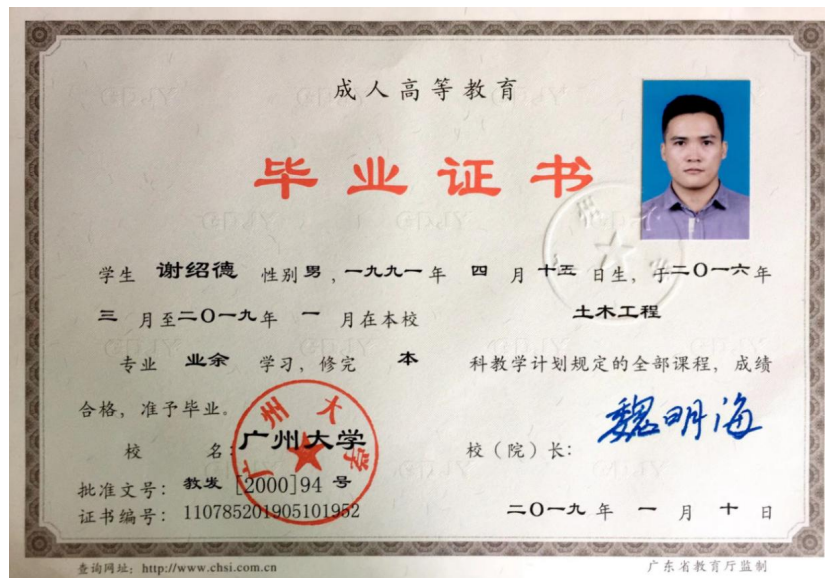 成人高等教育
毕业证书
学生 谢绍德 性别 男 ，一九九一 年 四 月 十五 日生，于二〇一六 年
三 月至二〇一九 年 一 月在本校 土木工程
专业 业余 学习，修完 本 科教学计划规定的全部课程，成绩
合格，准予毕业。
校 名：广州大学 校（院）长：魏明海
批准文号：教发［2000]94 号
证书编号：110785201905101952 二〇一九 年 一 月 十 日
广州大学
查询网址：http://www.chsi.com.cn 广东省教育厅监制